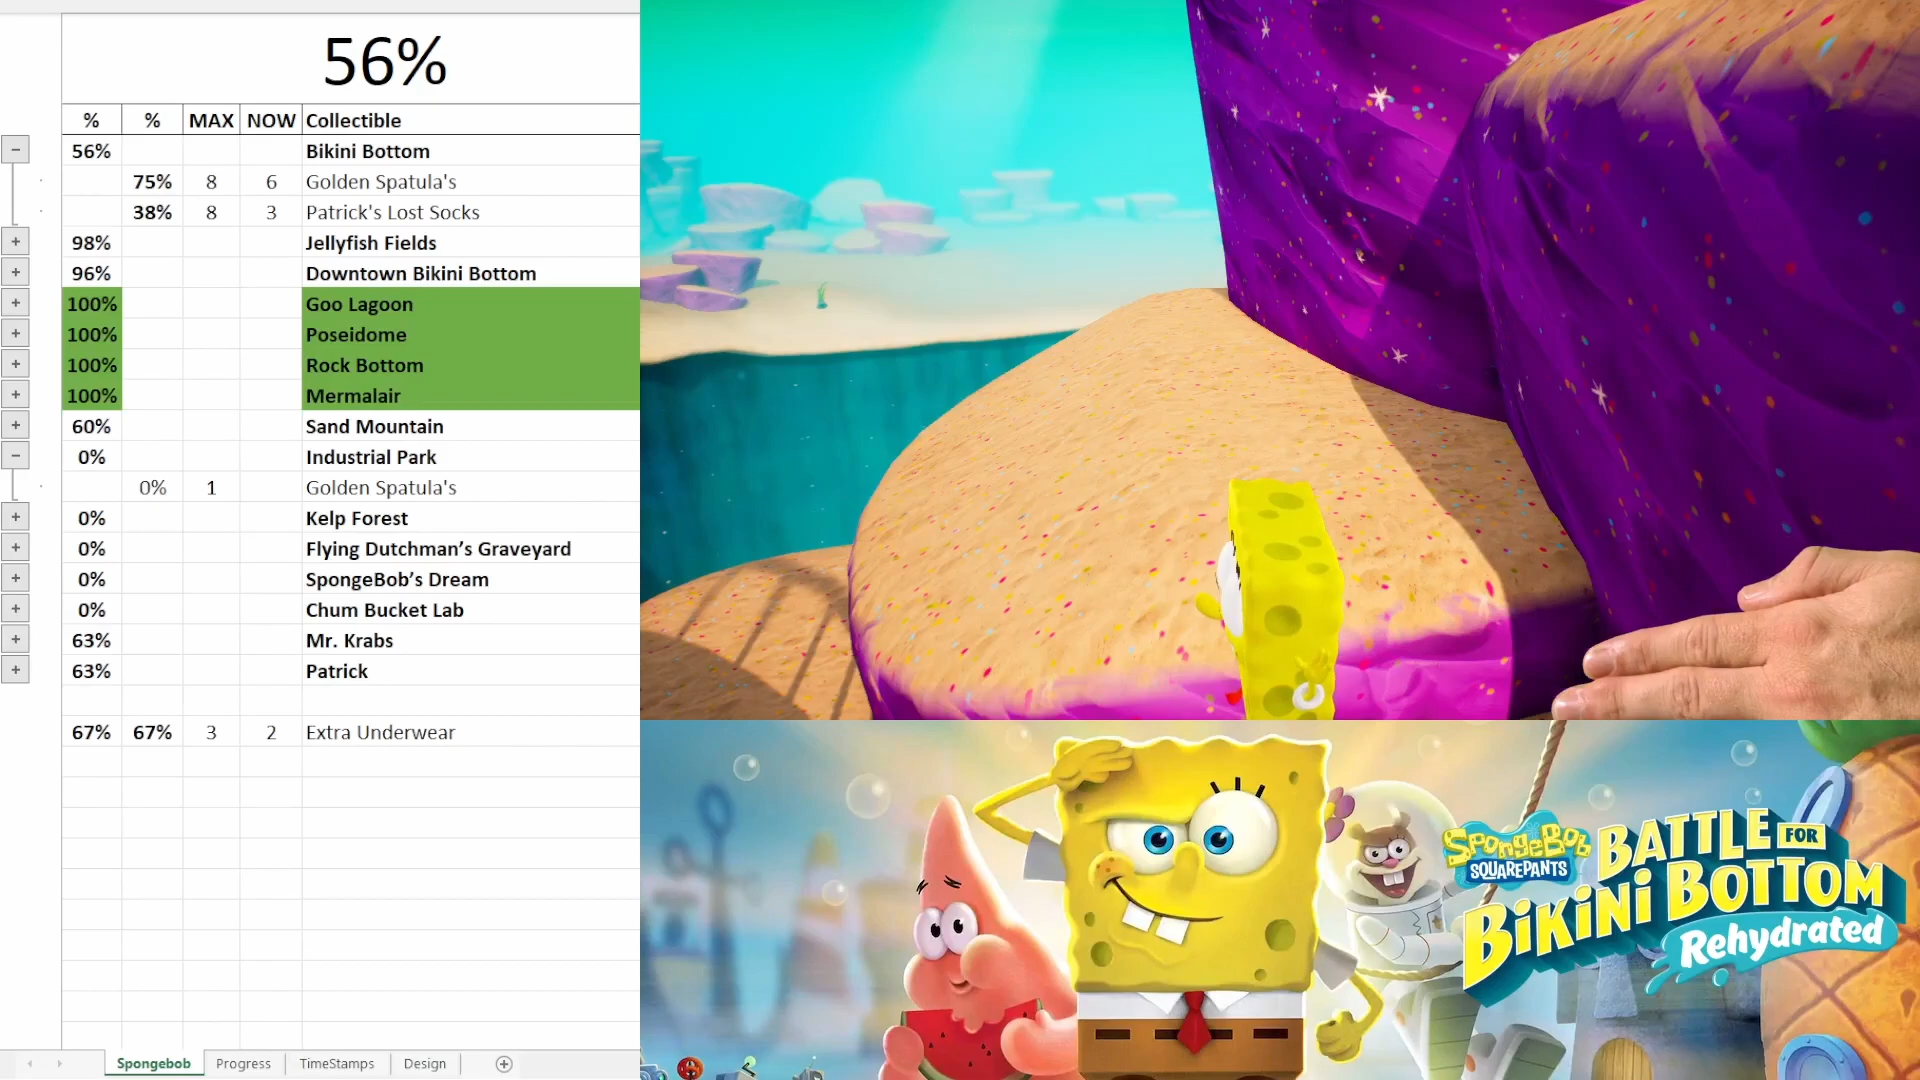 56%
% % MAX NOW Collectible
56% Bikini Bottom
75% 8 6 Golden Spatula's
38% 8 3 Patrick's Lost Socks
98% Jellyfish Fields
96% Downtown Bikini Bottom
100% Goo Lagoon
100% Poseidome
100% Rock Bottom
100% Mermalair
60% Sand Mountain
0% Industrial Park
0% 1 Golden Spatula's
0% Kelp Forest
0% Flying Dutchman’s Graveyard
0% SpongeBob’s Dream
0% Chum Bucket Lab
63% Mr. Krabs
63% Patrick
67% 67% 3 2 Extra Underwear
Spongebob Progress TimeStamps Design
SpongeBob
SQUAREPANTS
BATTLE FOR
BiKiNi BOTTOM
Rehydrated